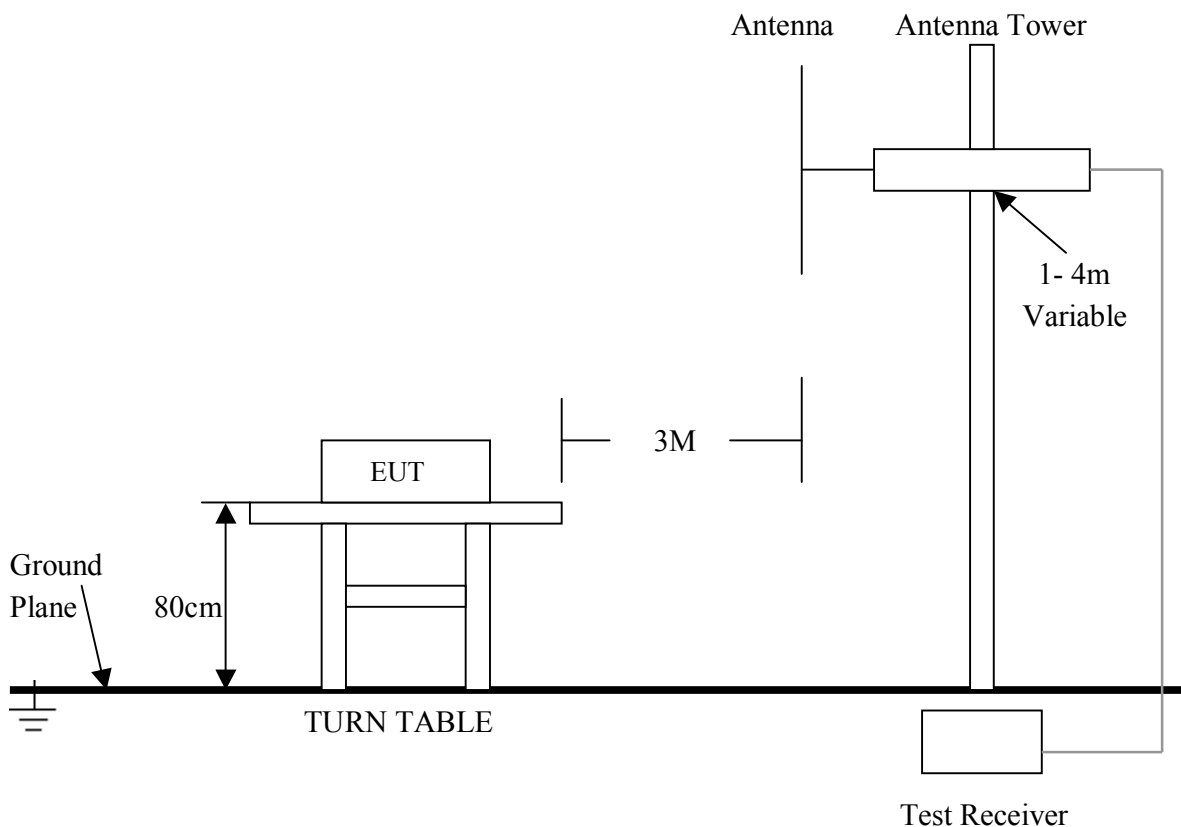 Antenna
Antenna Tower
1- 4m
Variable
3M
EUT
Ground
Plane
80cm
TURN TABLE
Test Receiver